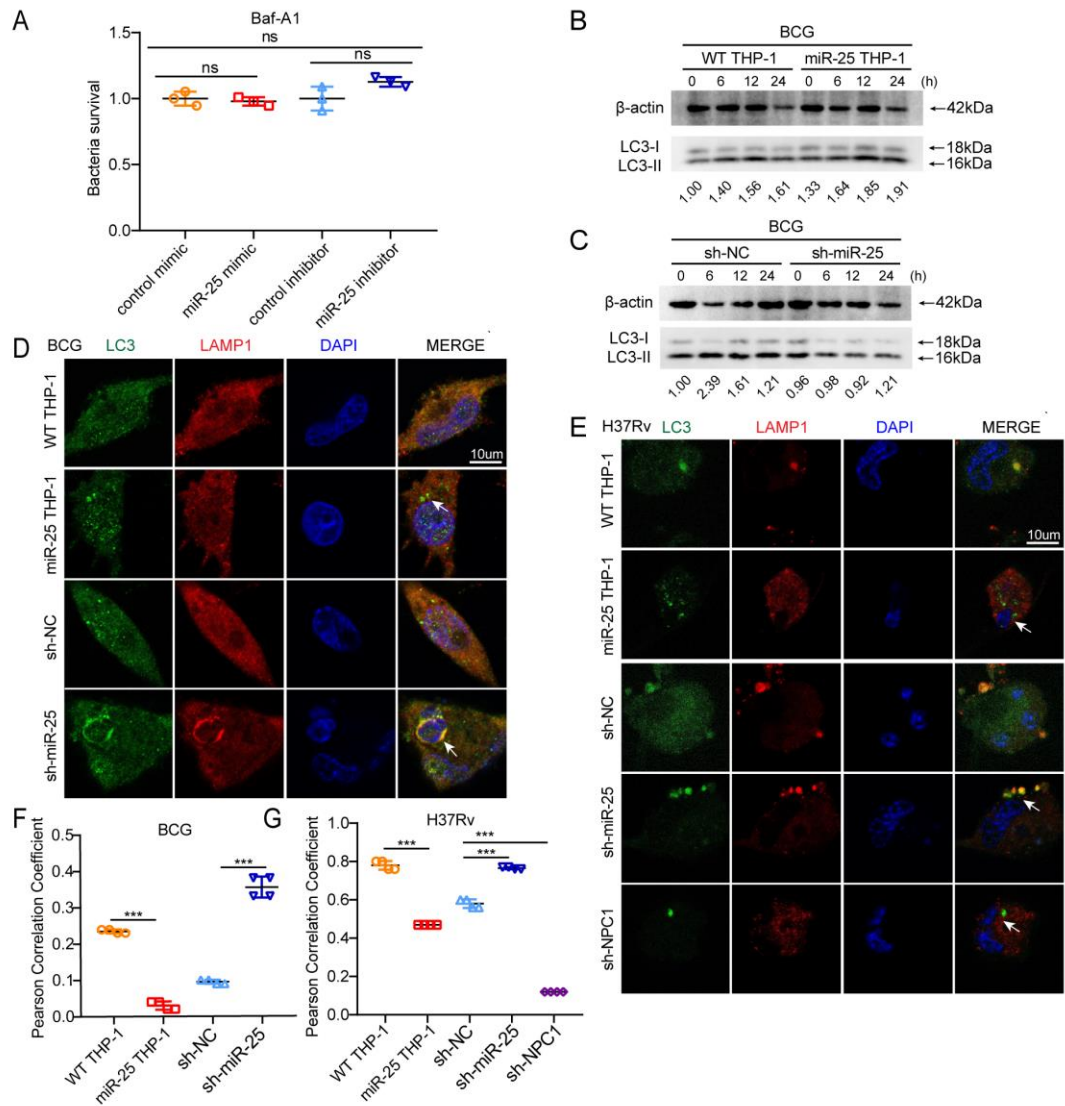 A
Baf-A1
ns
ns
ns
1.5
1.0
0.5
0.0
Bacteria survival
control mimic
miR-25 mimic
control inhibitor
miR-25 inhibitor
B
BCG
WT THP-1 miR-25 THP-1
0 6 12 24 0 6 12 24 (h)
β-actin ←42kDa
LC3-I ←18kDa
LC3-II ←16kDa
1.00 1.40 1.56 1.61 1.33 1.64 1.85 1.91
C
BCG
sh-NC sh-miR-25
0 6 12 24 0 6 12 24 (h)
β-actin ←42kDa
LC3-I ←18kDa
LC3-II ←16kDa
1.00 2.39 1.61 1.21 0.96 0.98 0.92 1.21
D
BCG LC3 LAMP1 DAPI MERGE
WT THP-1
10um
miR-25 THP-1
sh-NC
sh-miR-25
E
H37Rv LC3 LAMP1 DAPI MERGE
WT THP-1
10um
miR-25 THP-1
sh-NC
sh-miR-25
sh-NPC1
F
BCG
0.5
0.4
0.3
0.2
0.1
0.0
Pearson Correlation Coefficient
***
***
WT THP-1
miR-25 THP-1
sh-NC
sh-miR-25
G
H37Rv
1.0
0.8
0.6
0.4
0.2
0.0
Pearson Correlation Coefficient
***
***
***
WT THP-1
miR-25 THP-1
sh-NC
sh-miR-25
sh-NPC1